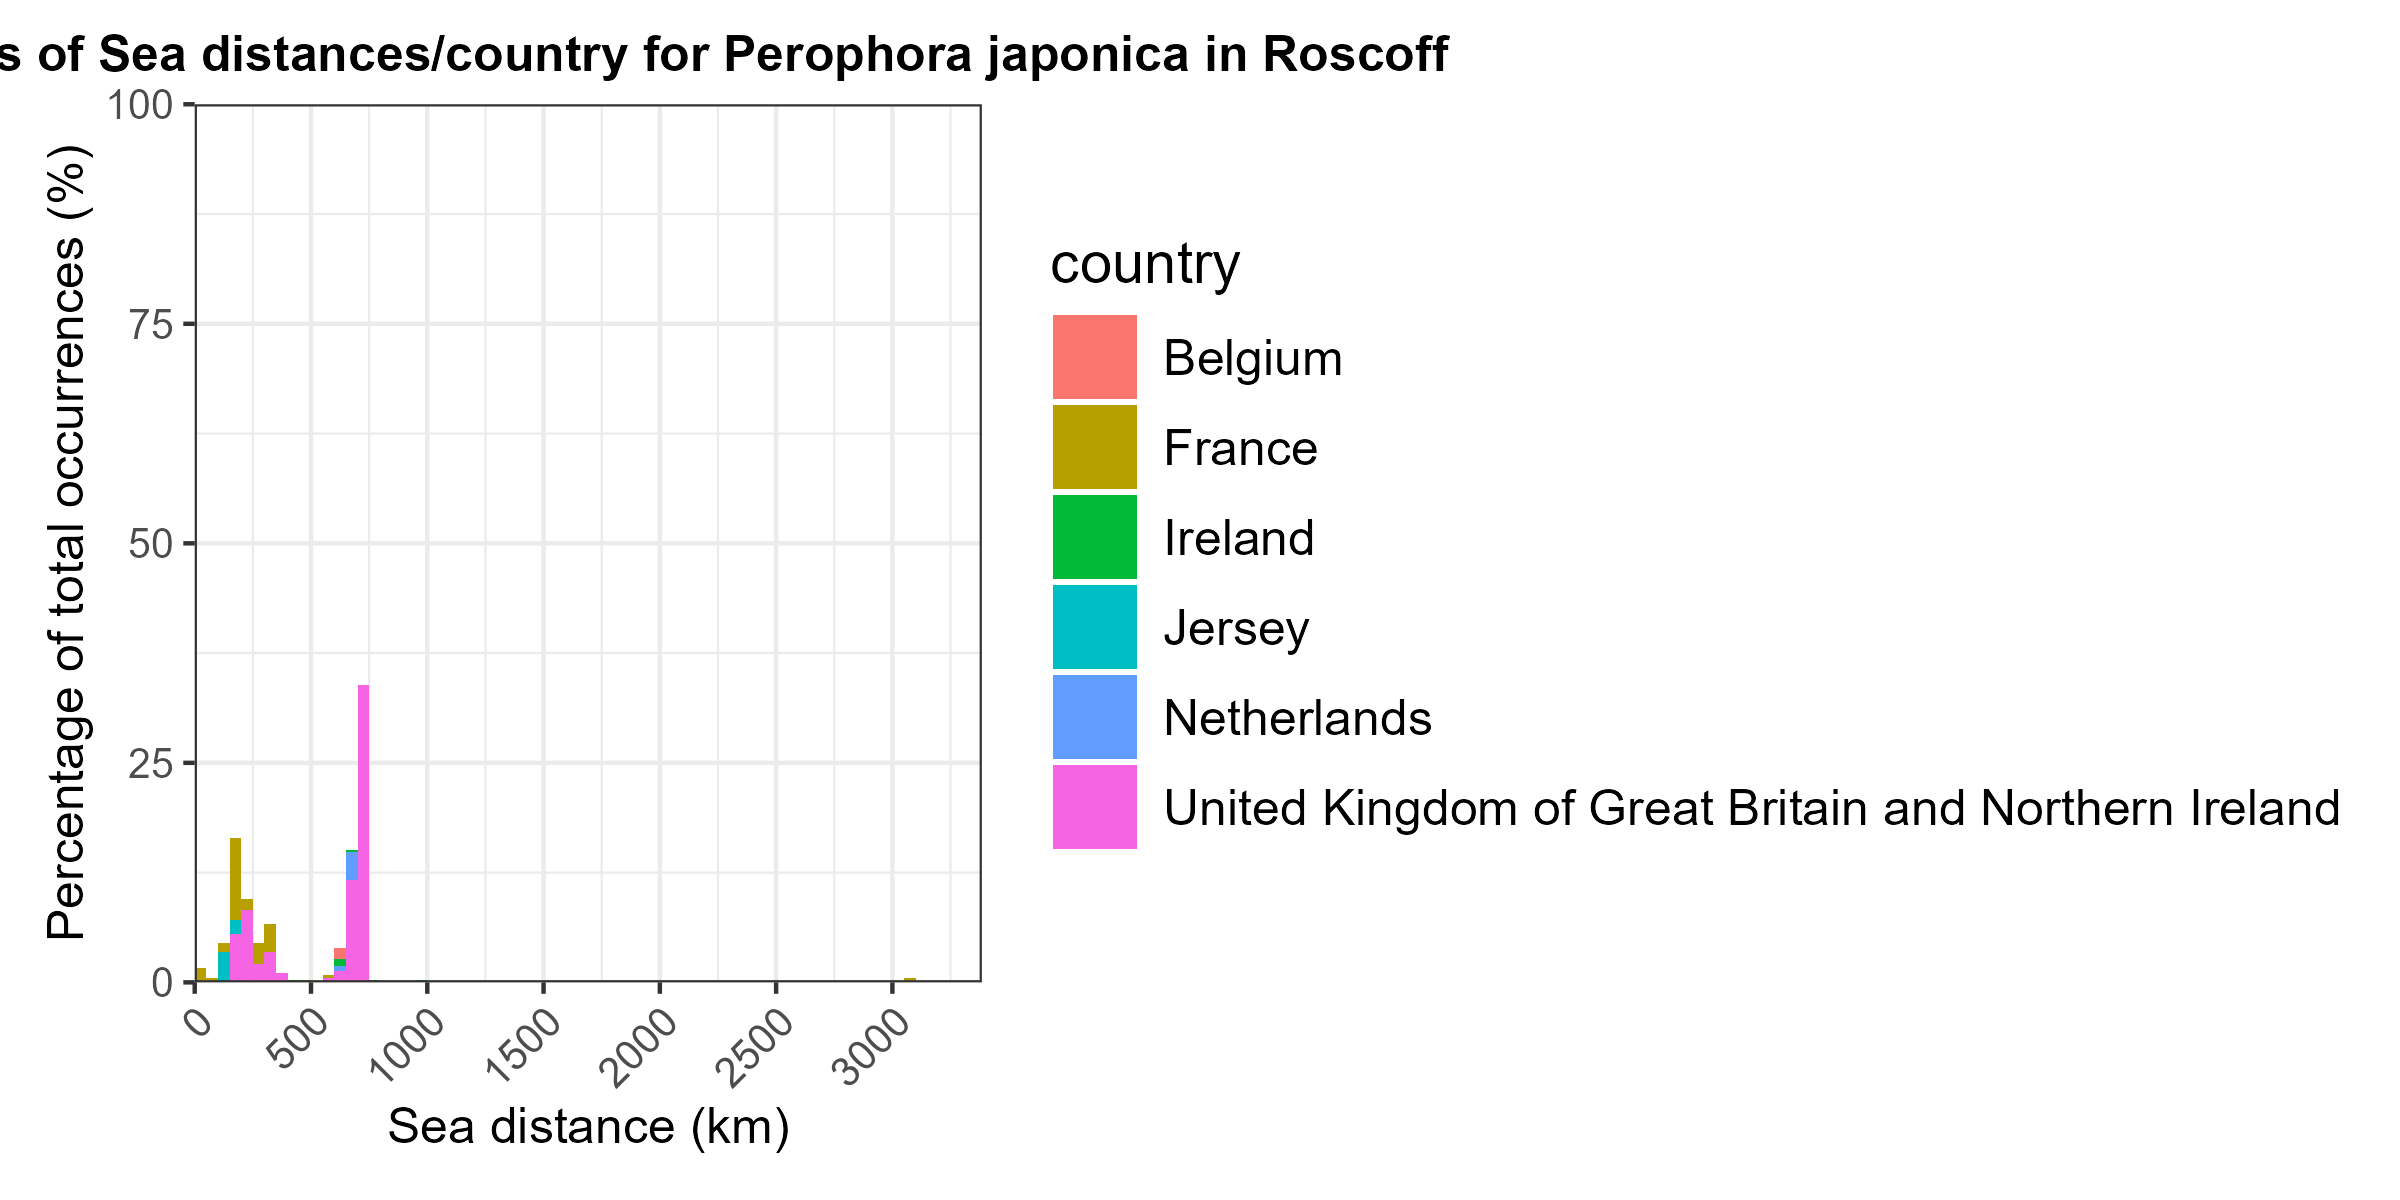 s of Sea distances/country for Perophora japonica in Roscoff
100
75
50
25
0
Percentage of total occurrences (%)
0
500
1000
1500
2000
2500
3000
Sea distance (km)
country
Belgium
France
Ireland
Jersey
Netherlands
United Kingdom of Great Britain and Northern Ireland